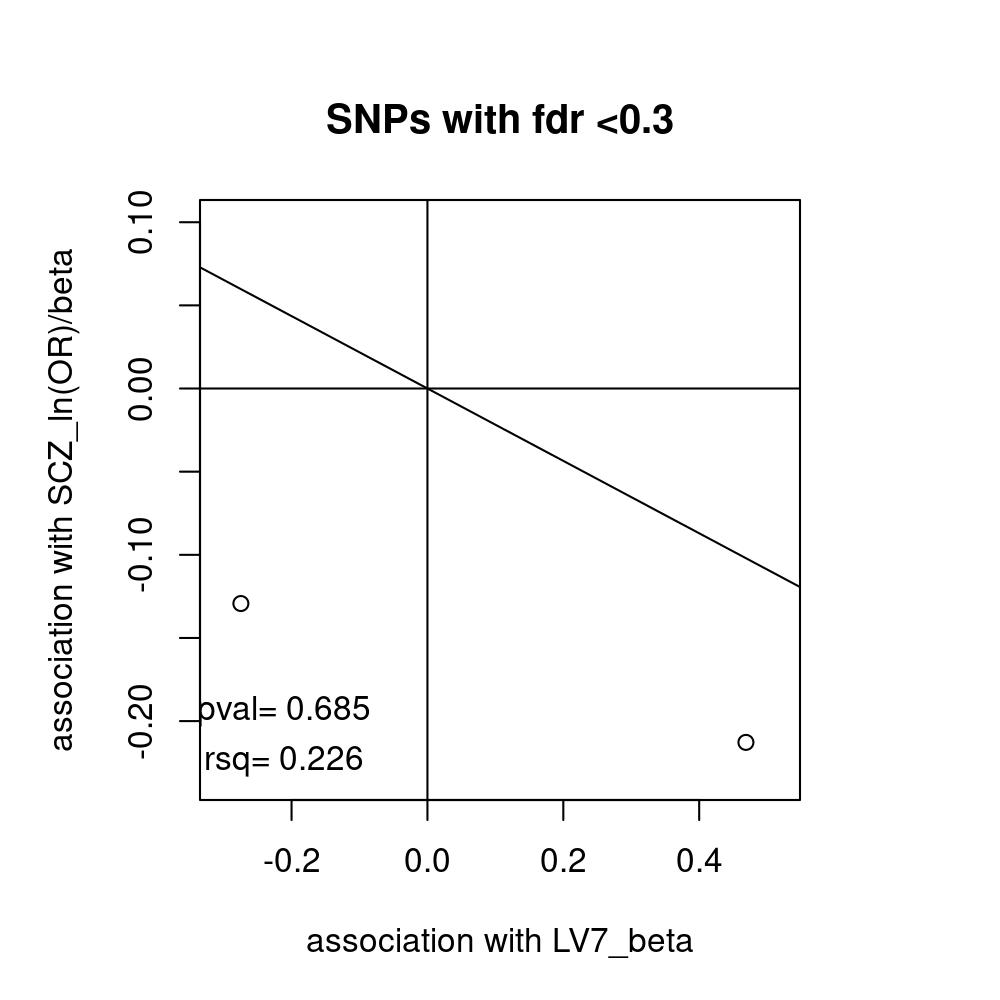 SNPs with fdr <0.3
association with SCZ_ln(OR)/beta
0.10
0.00
-0.10
-0.20
pval= 0.685
rsq= 0.226
-0.2 0.0 0.2 0.4
association with LV7_beta